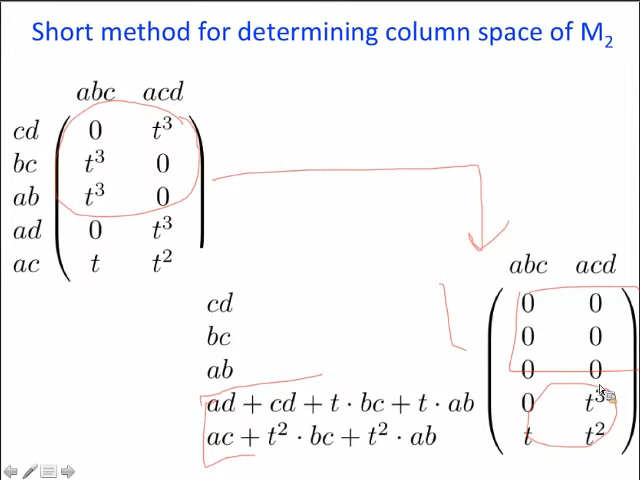 Short method for determining column space of M₂
abc acd
cd 0 t³
bc t³ 0
ab t³ 0
ad 0 t³
ac t t²
abc acd
cd 0 0
bc 0 0
ab 0 0
ad + cd + t · bc + t · ab 0 t³
ac + t² · bc + t² · ab t t²